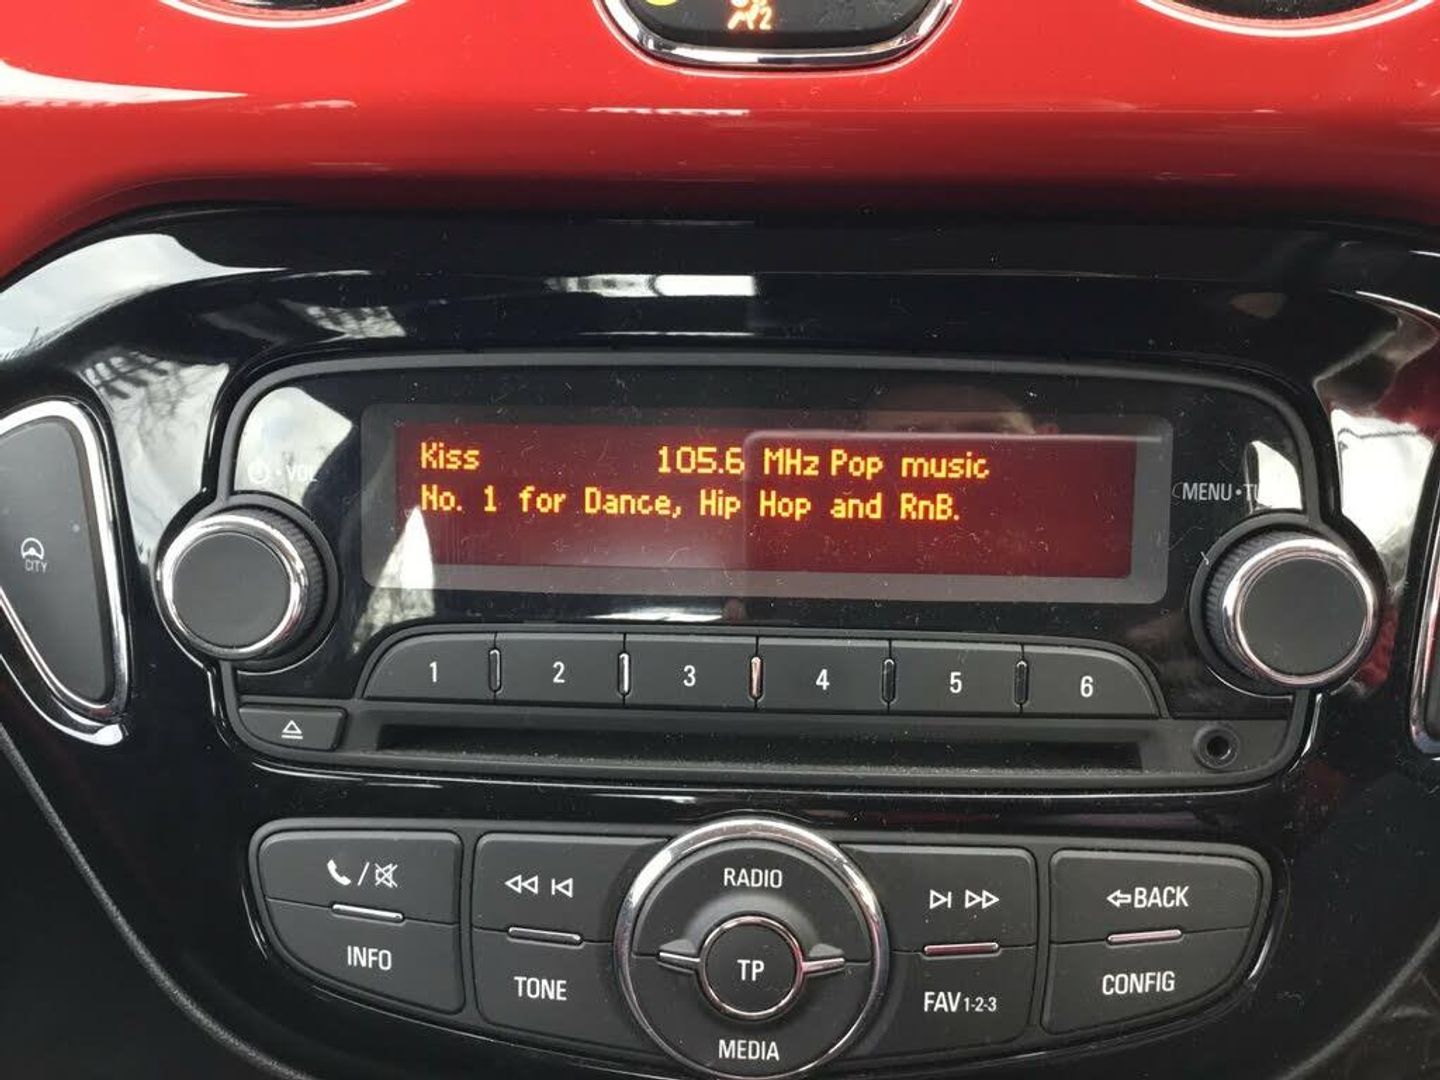 VOL
Kiss 105.6 MHz Pop music
No. 1 for Dance, Hip Hop and RnB.
MENU
CITY
1 2 3 4 5 6
RADIO
BACK
INFO
TP
TONE
FAV 1-2-3
CONFIG
MEDIA